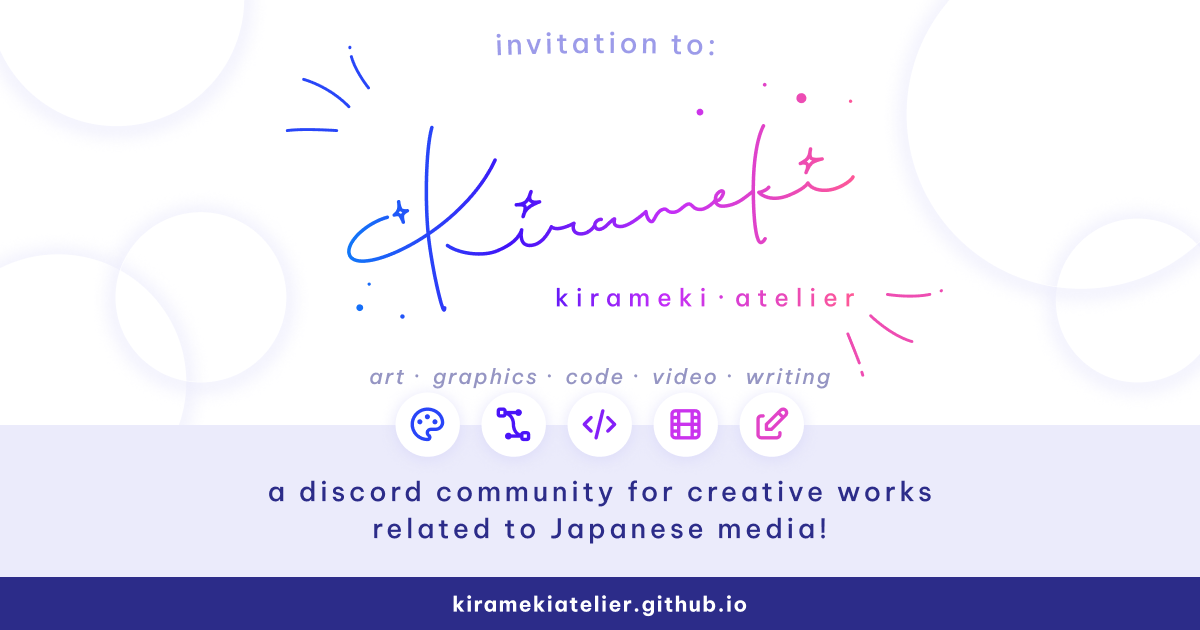 invitation to:
Kirameki
kirameki · atelier
art · graphics · code · video · writing
a discord community for creative works
related to Japanese media!
kiramekiatelier.github.io